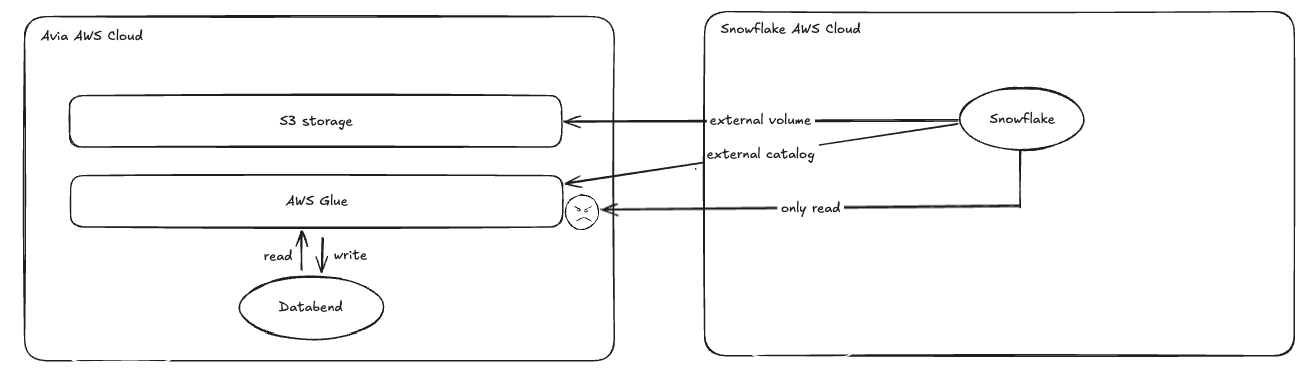 Avia AWS Cloud
Snowflake AWS Cloud
S3 storage
external volume
Snowflake
external catalog
AWS Glue
only read
read
write
Databend